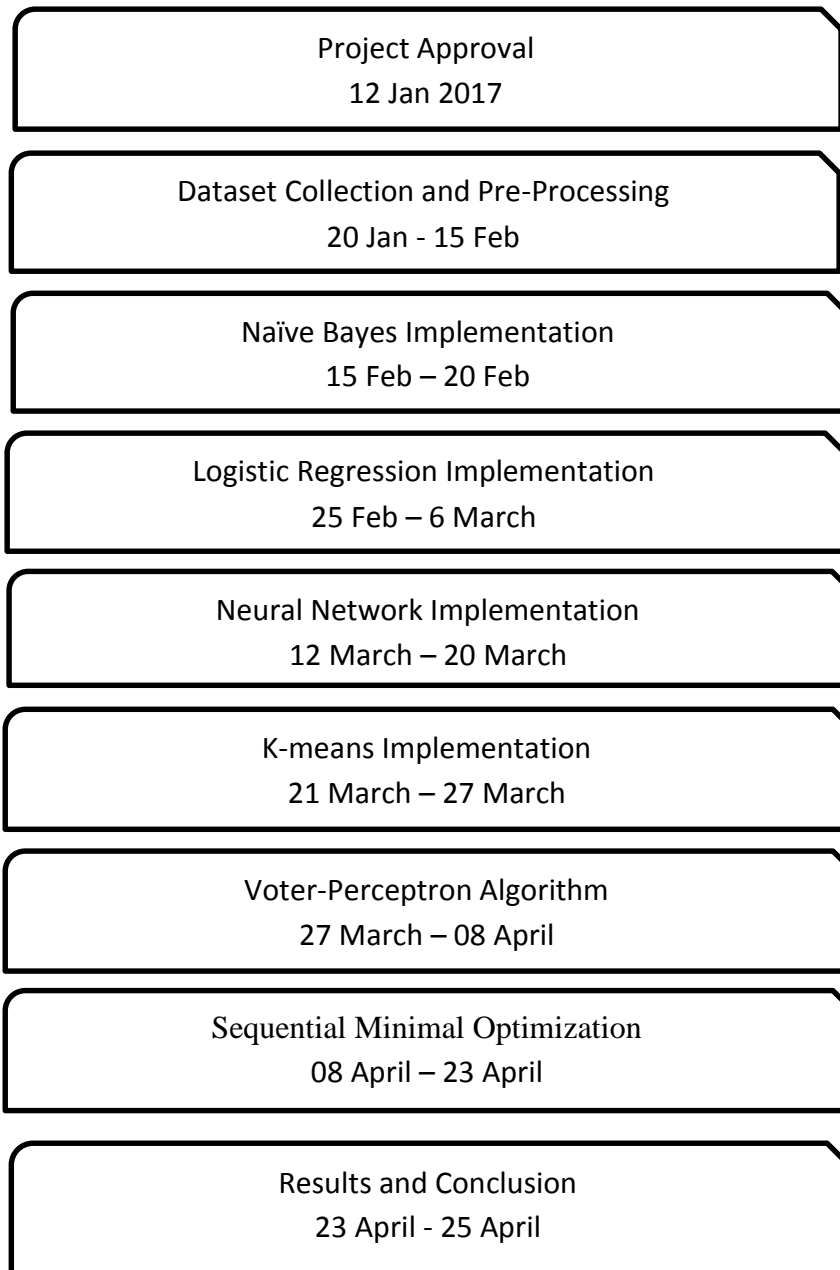 Project Approval
12 Jan 2017
Dataset Collection and Pre-Processing
20 Jan - 15 Feb
Naïve Bayes Implementation
15 Feb – 20 Feb
Logistic Regression Implementation
25 Feb – 6 March
Neural Network Implementation
12 March – 20 March
K-means Implementation
21 March – 27 March
Voter-Perceptron Algorithm
27 March – 08 April
Sequential Minimal Optimization
08 April – 23 April
Results and Conclusion
23 April - 25 April